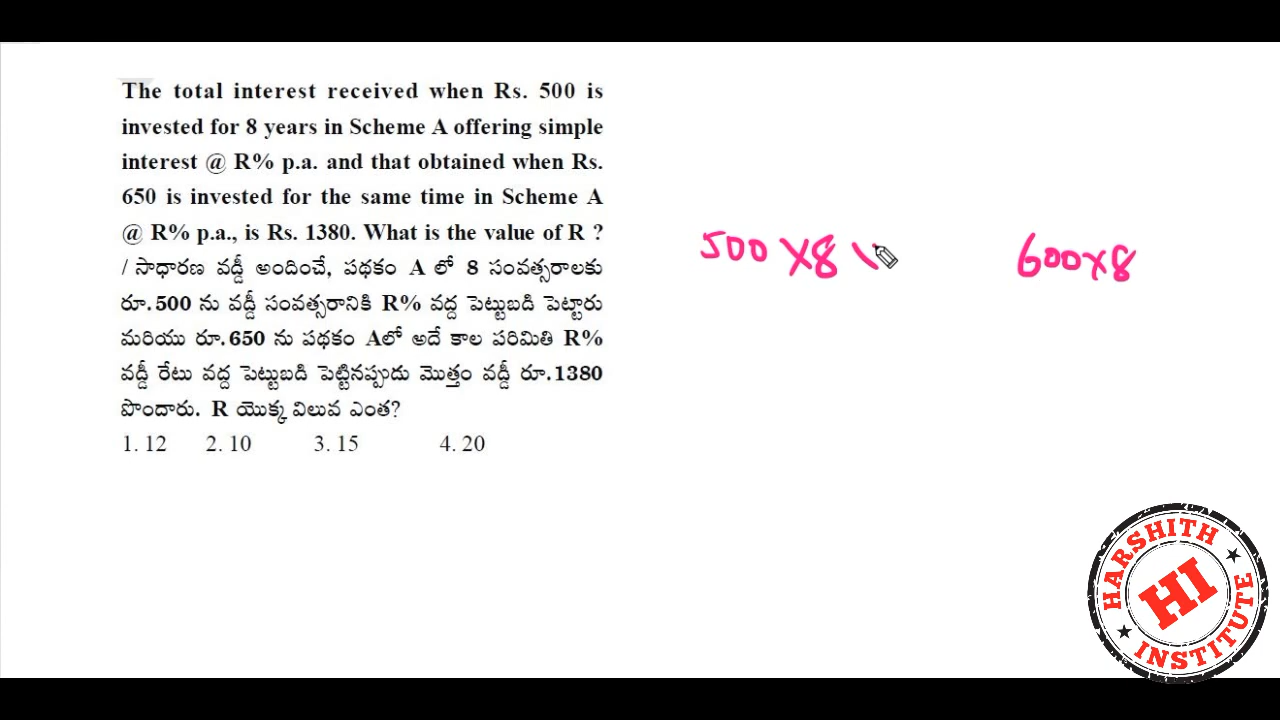 The total interest received when Rs. 500 is
invested for 8 years in Scheme A offering simple
interest @ R% p.a. and that obtained when Rs.
650 is invested for the same time in Scheme A
@ R% p.a., is Rs. 1380. What is the value of R ?
/ సాధారణ వడ్డీ అందించే, పథకం A లో 8 సంవత్సరాలకు
రూ.500 ను వడ్డీ సంవత్సరానికి R% వద్ద పెట్టుబడి పెట్టారు
మరియు రూ.650 ను పథకం Aలో అదే కాల పరిమితి R%
వడ్డీ రేటు వద్ద పెట్టుబడి పెట్టినప్పుడు మొత్తం వడ్డీ రూ.1380
పొందారు. R యొక్క విలువ ఎంత?
1. 12 2. 10 3. 15 4. 20
500 × 8 600 × 8
HARSHITH
HI
INSTITUTE